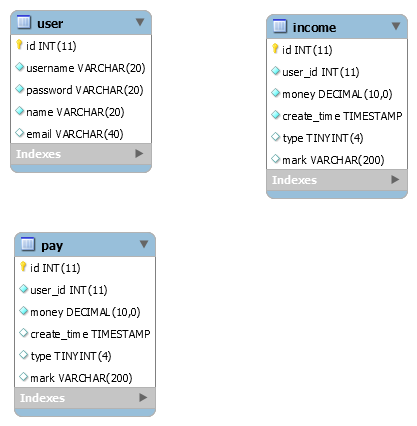 user
id INT(11)
username VARCHAR(20)
password VARCHAR(20)
name VARCHAR(20)
email VARCHAR(40)
Indexes
income
id INT(11)
user_id INT(11)
money DECIMAL(10,0)
create_time TIMESTAMP
type TINYINT(4)
mark VARCHAR(200)
Indexes
pay
id INT(11)
user_id INT(11)
money DECIMAL(10,0)
create_time TIMESTAMP
type TINYINT(4)
mark VARCHAR(200)
Indexes